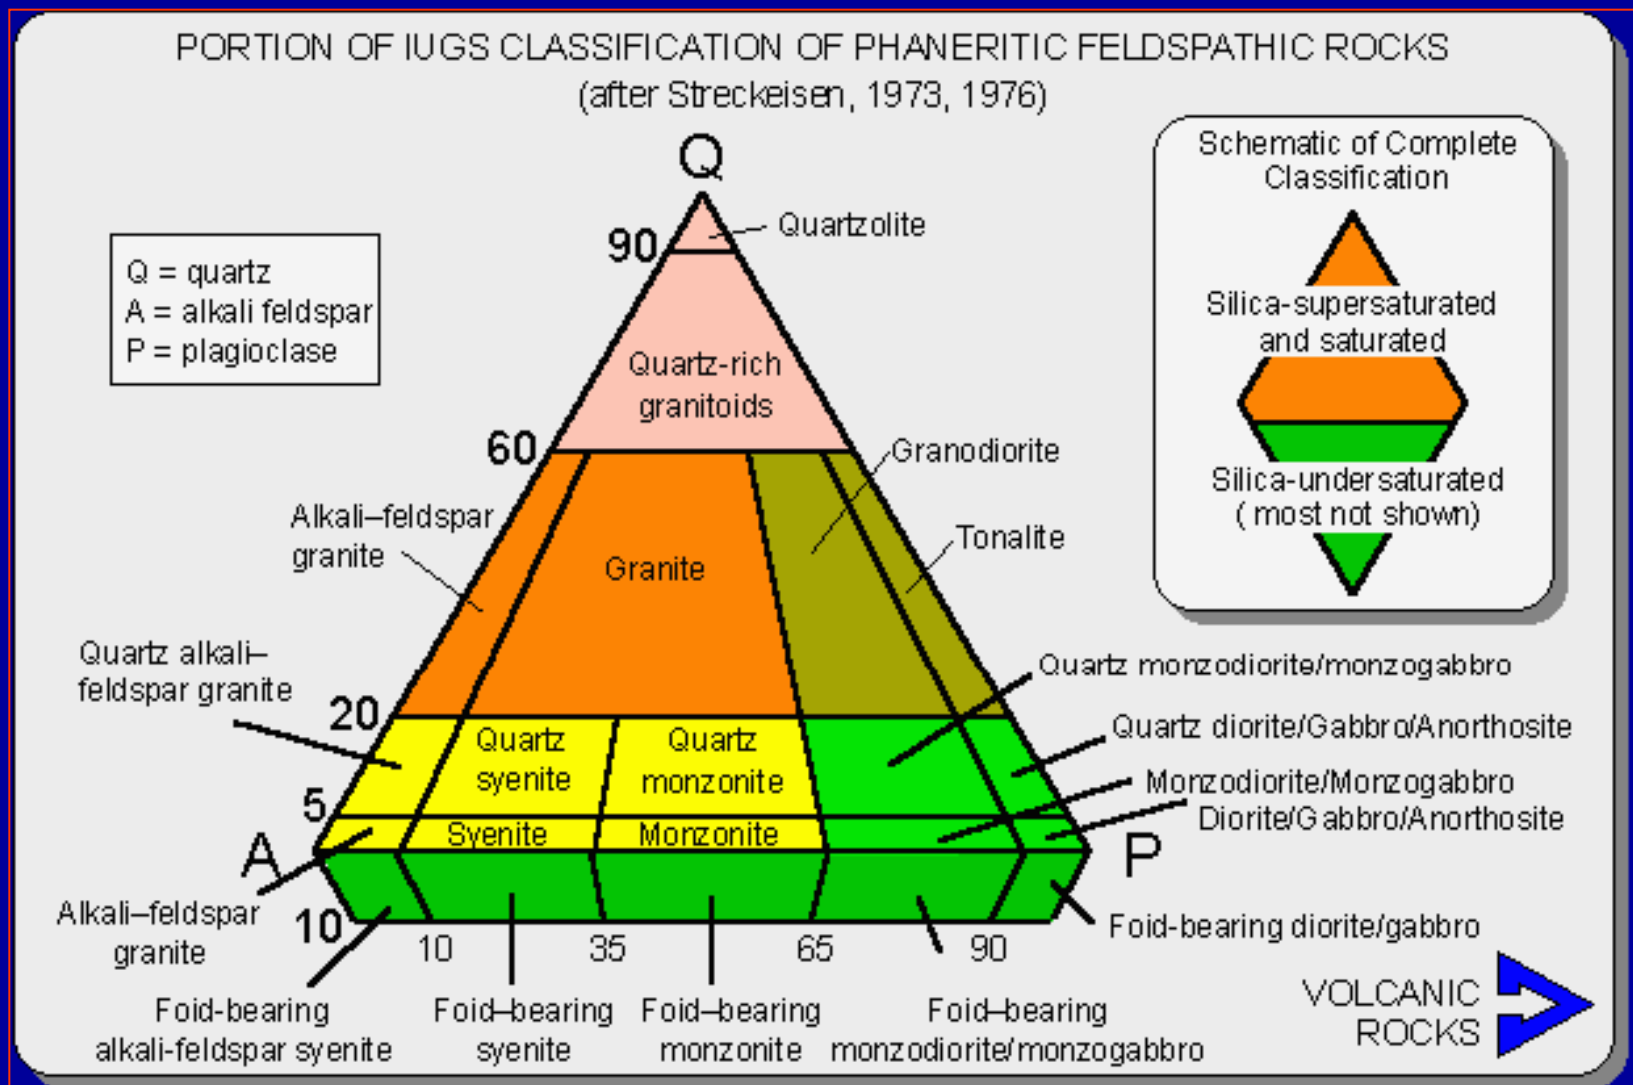 PORTION OF IUGS CLASSIFICATION OF PHANERITIC FELDSPATHIC ROCKS
(after Streckeisen, 1973, 1976)
Q
Quartzolite
90
Q = quartz
A = alkali feldspar
P = plagioclase
Schematic of Complete
Classification
Silica-supersaturated
and saturated
Silica-undersaturated
( most not shown)
Quartz-rich
granitoids
60
Granodiorite
Alkali–feldspar
granite
Granite
Tonalite
Quartz alkali–
feldspar granite
20
Quartz monzodiorite/monzogabbro
Quartz
syenite
Quartz
monzonite
Quartz diorite/Gabbro/Anorthosite
5
Monzodiorite/Monzogabbro
Syenite
Monzonite
Diorite/Gabbro/Anorthosite
A
P
Alkali–feldspar
granite
10
10
35
65
90
Foid-bearing diorite/gabbro
Foid-bearing
alkali-feldspar syenite
Foid–bearing
syenite
Foid–bearing
monzonite
Foid–bearing
monzodiorite/monzogabbro
VOLCANIC
ROCKS